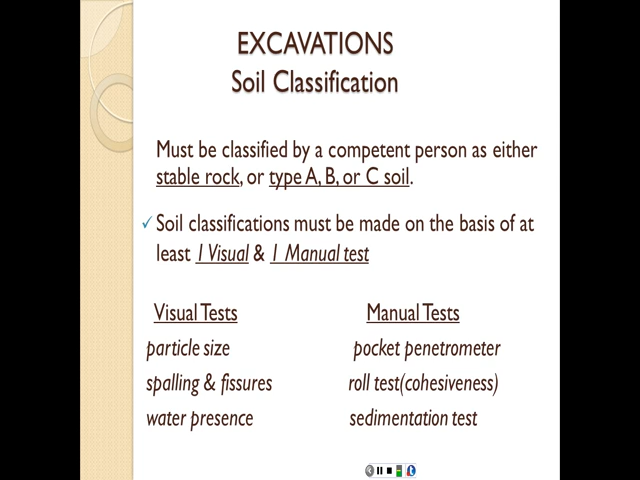 EXCAVATIONS
Soil Classification
Must be classified by a competent person as either
stable rock, or type A, B, or C soil.
✓ Soil classifications must be made on the basis of at
least 1 Visual & 1 Manual test
Visual Tests Manual Tests
particle size pocket penetrometer
spalling & fissures roll test(cohesiveness)
water presence sedimentation test